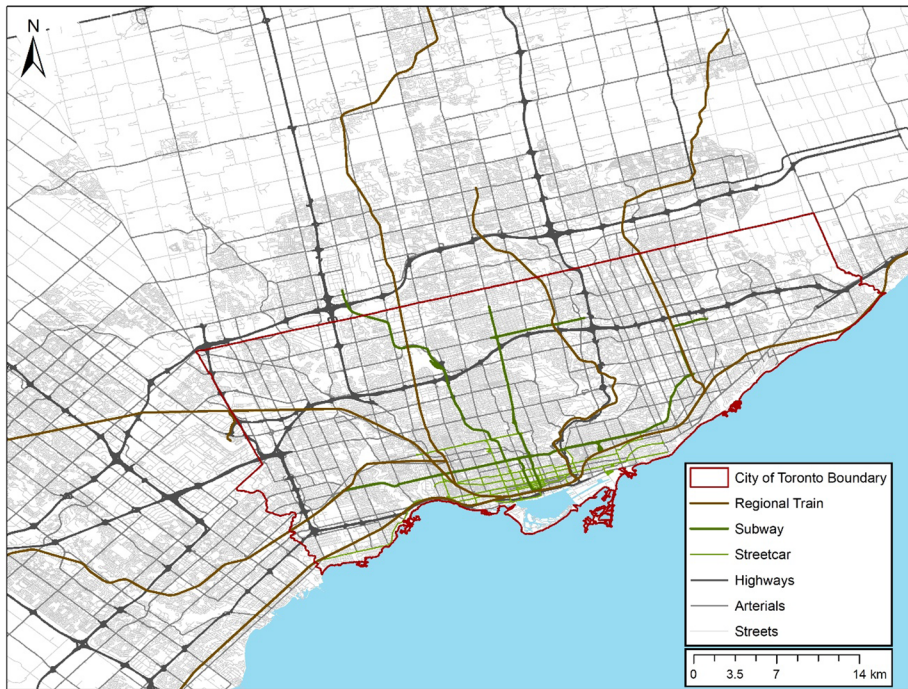 N
City of Toronto Boundary
Regional Train
Subway
Streetcar
Highways
Arterials
Streets
0 3.5 7 14 km